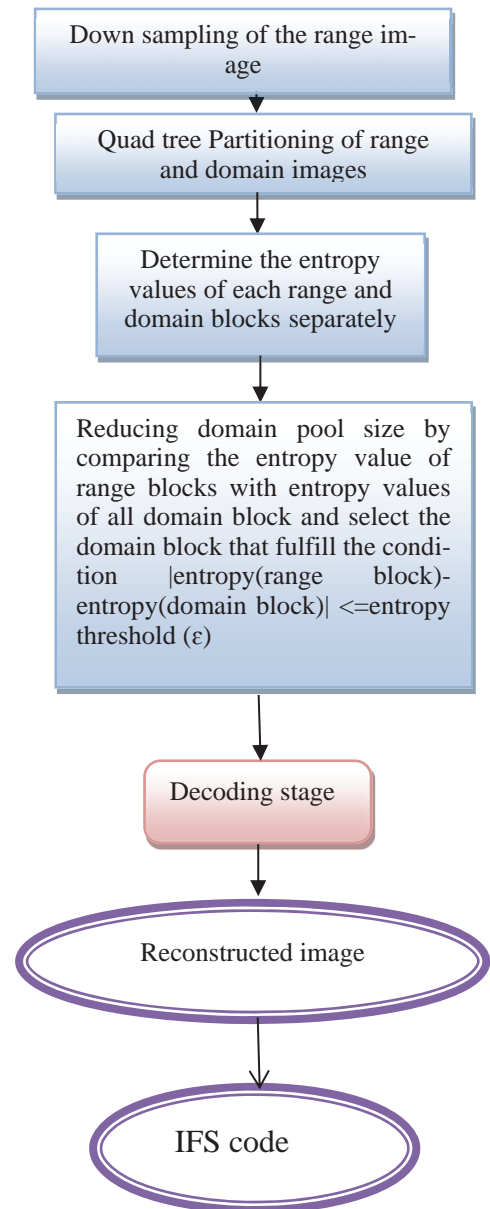 Down sampling of the range im-
age
Quad tree Partitioning of range
and domain images
Determine the entropy
values of each range and
domain blocks separately
Reducing domain pool size by
comparing the entropy value of
range blocks with entropy values
of all domain block and select the
domain block that fulfill the condi-
tion |entropy(range block)-
entropy(domain block)| <=entropy
threshold (ε)
Decoding stage
Reconstructed image
IFS code